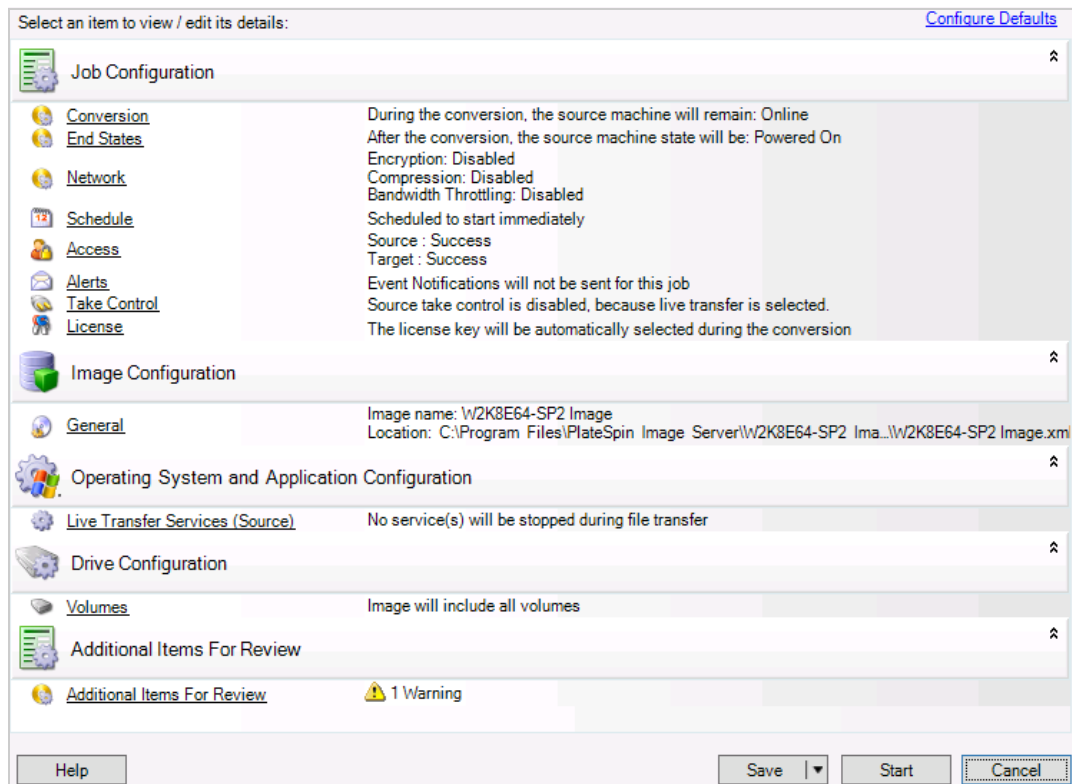 Select an item to view / edit its details:
Configure Defaults
Job Configuration
Conversion During the conversion, the source machine will remain: Online
End States After the conversion, the source machine state will be: Powered On
Network Encryption: Disabled
Compression: Disabled
Bandwidth Throttling: Disabled
Schedule Scheduled to start immediately
Access Source : Success
Target : Success
Alerts Event Notifications will not be sent for this job
Take Control Source take control is disabled, because live transfer is selected.
License The license key will be automatically selected during the conversion
Image Configuration
General Image name: W2K8E64-SP2 Image
Location: C:\Program Files\PlateSpin Image Server\W2K8E64-SP2 Ima...\W2K8E64-SP2 Image.xml
Operating System and Application Configuration
Live Transfer Services (Source) No service(s) will be stopped during file transfer
Drive Configuration
Volumes Image will include all volumes
Additional Items For Review
Additional Items For Review 1 Warning
Help Save Start Cancel